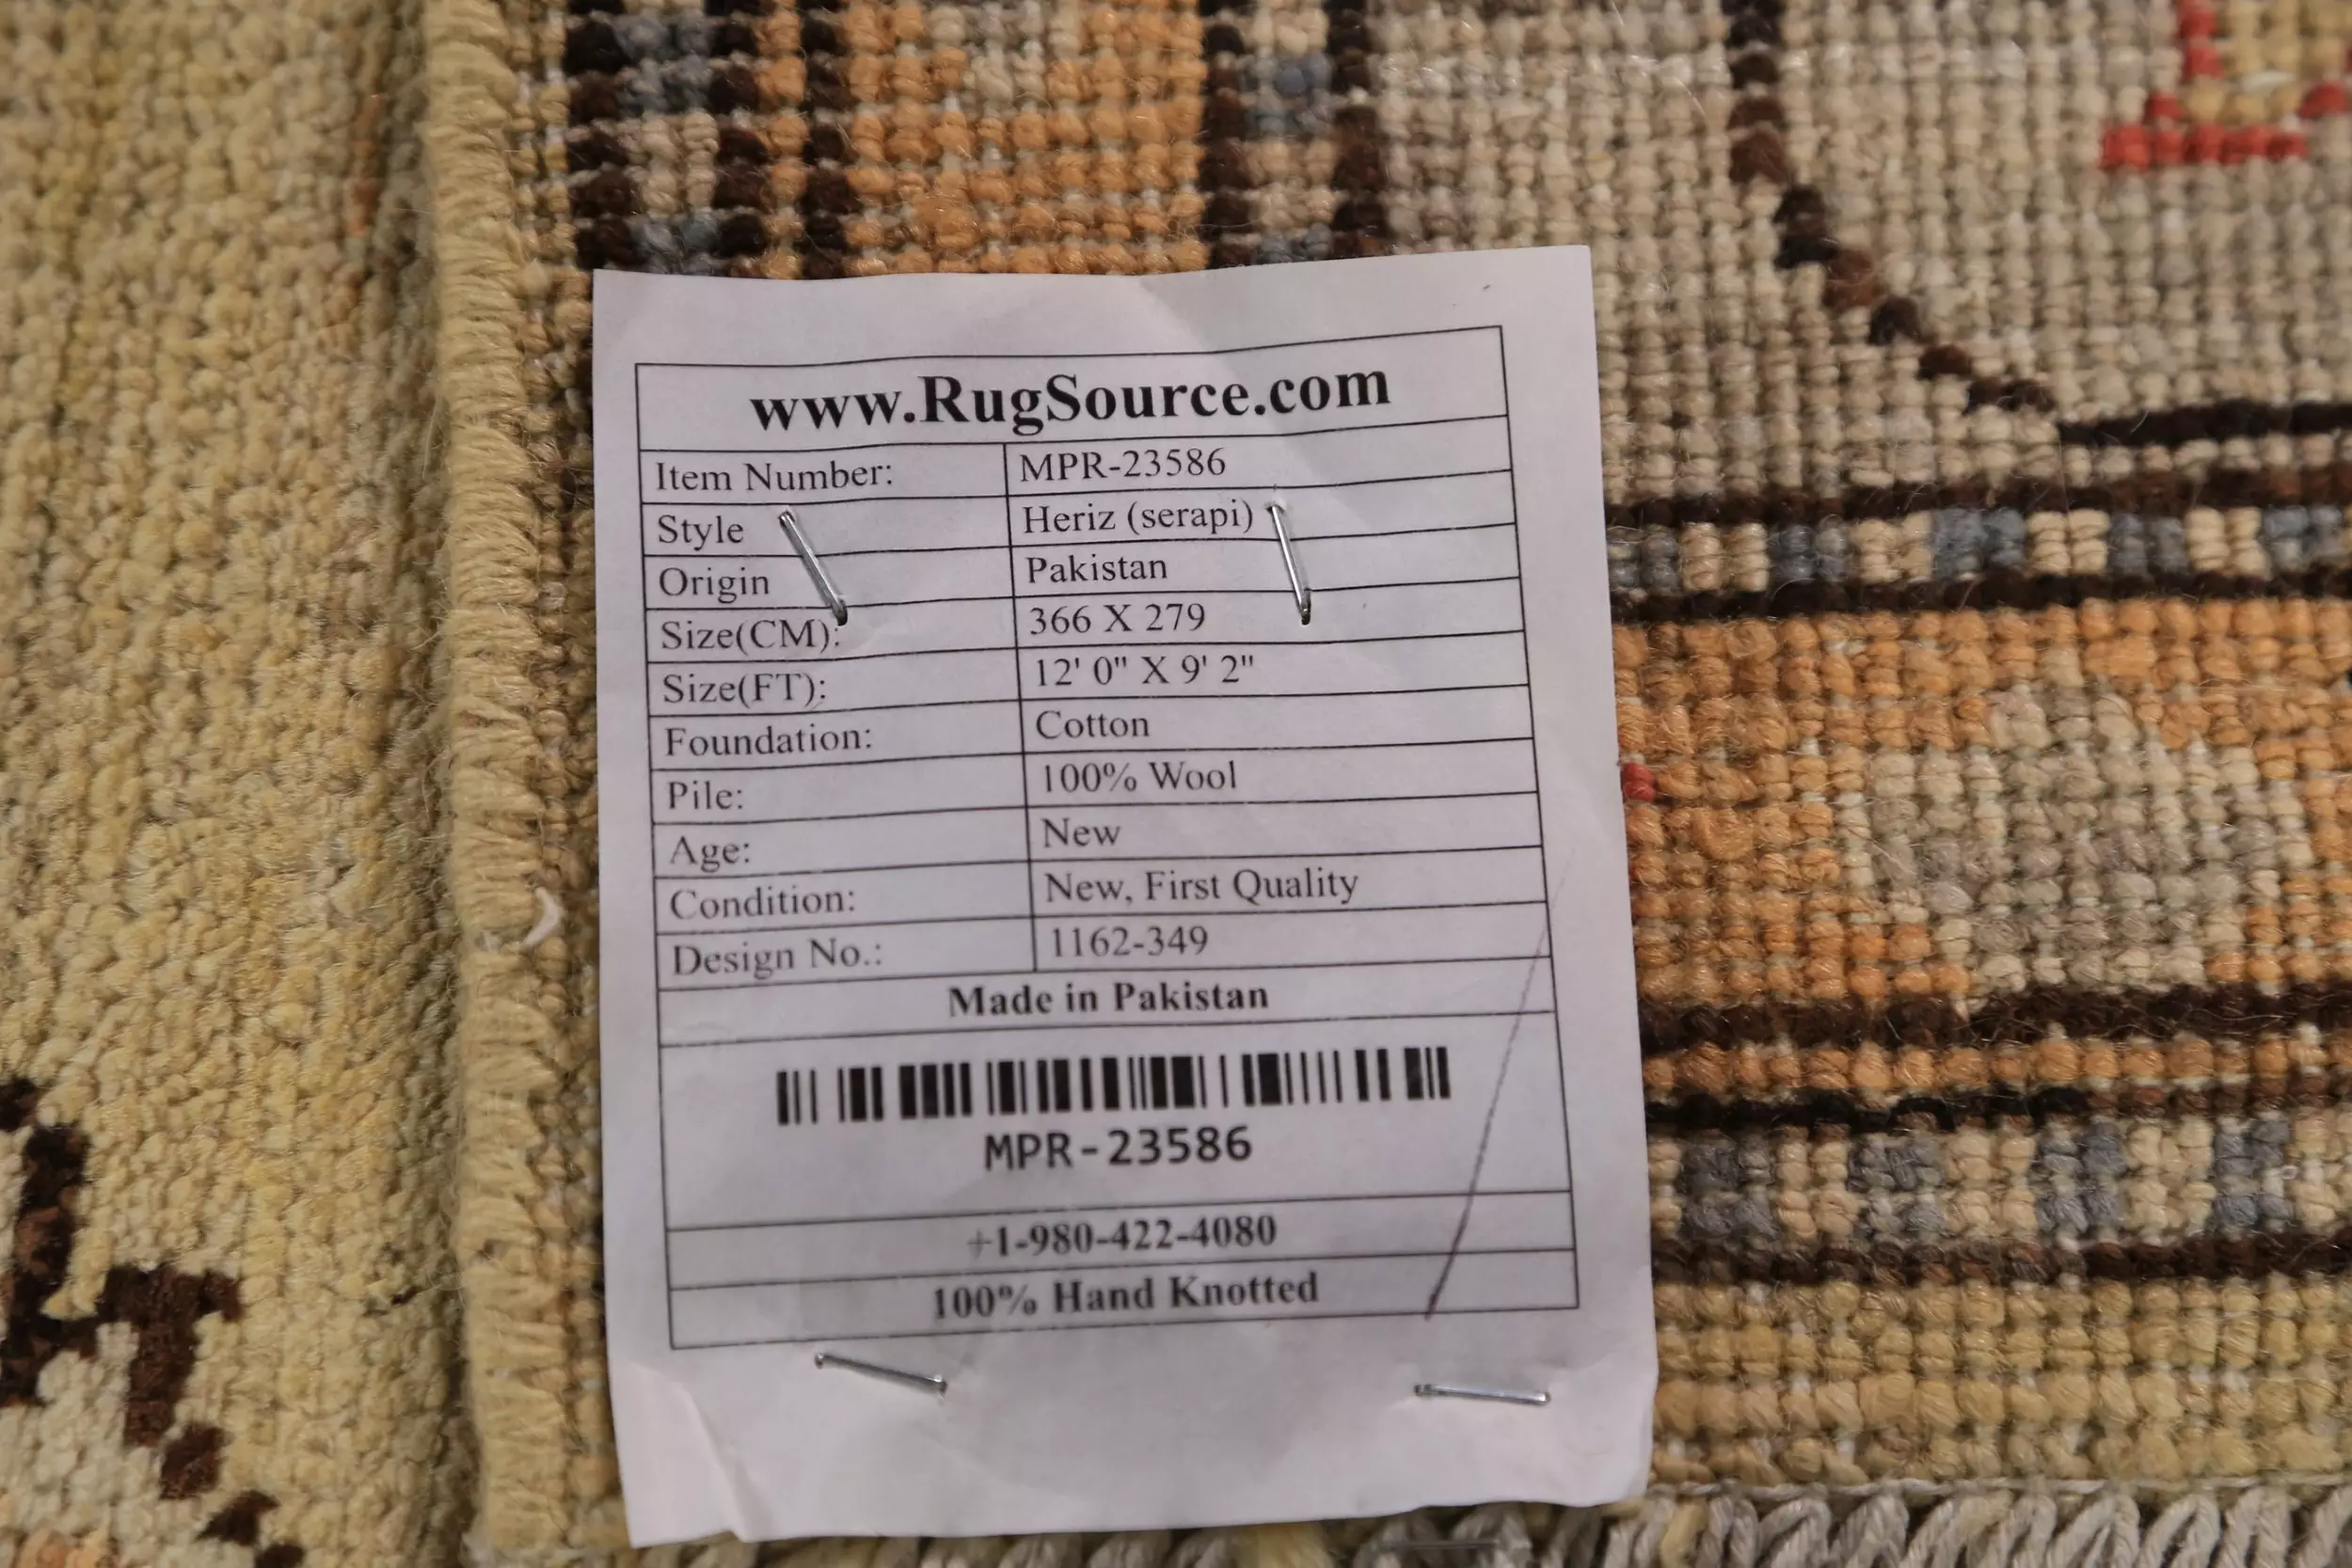 www.RugSource.com
Item Number: MPR-23586
Style Heriz (serapi)
Origin Pakistan
Size(CM): 366 X 279
Size(FT): 12' 0" X 9' 2"
Foundation: Cotton
Pile: 100% Wool
Age: New
Condition: New, First Quality
Design No.: 1162-349
Made in Pakistan
MPR-23586
+1-980-422-4080
100% Hand Knotted